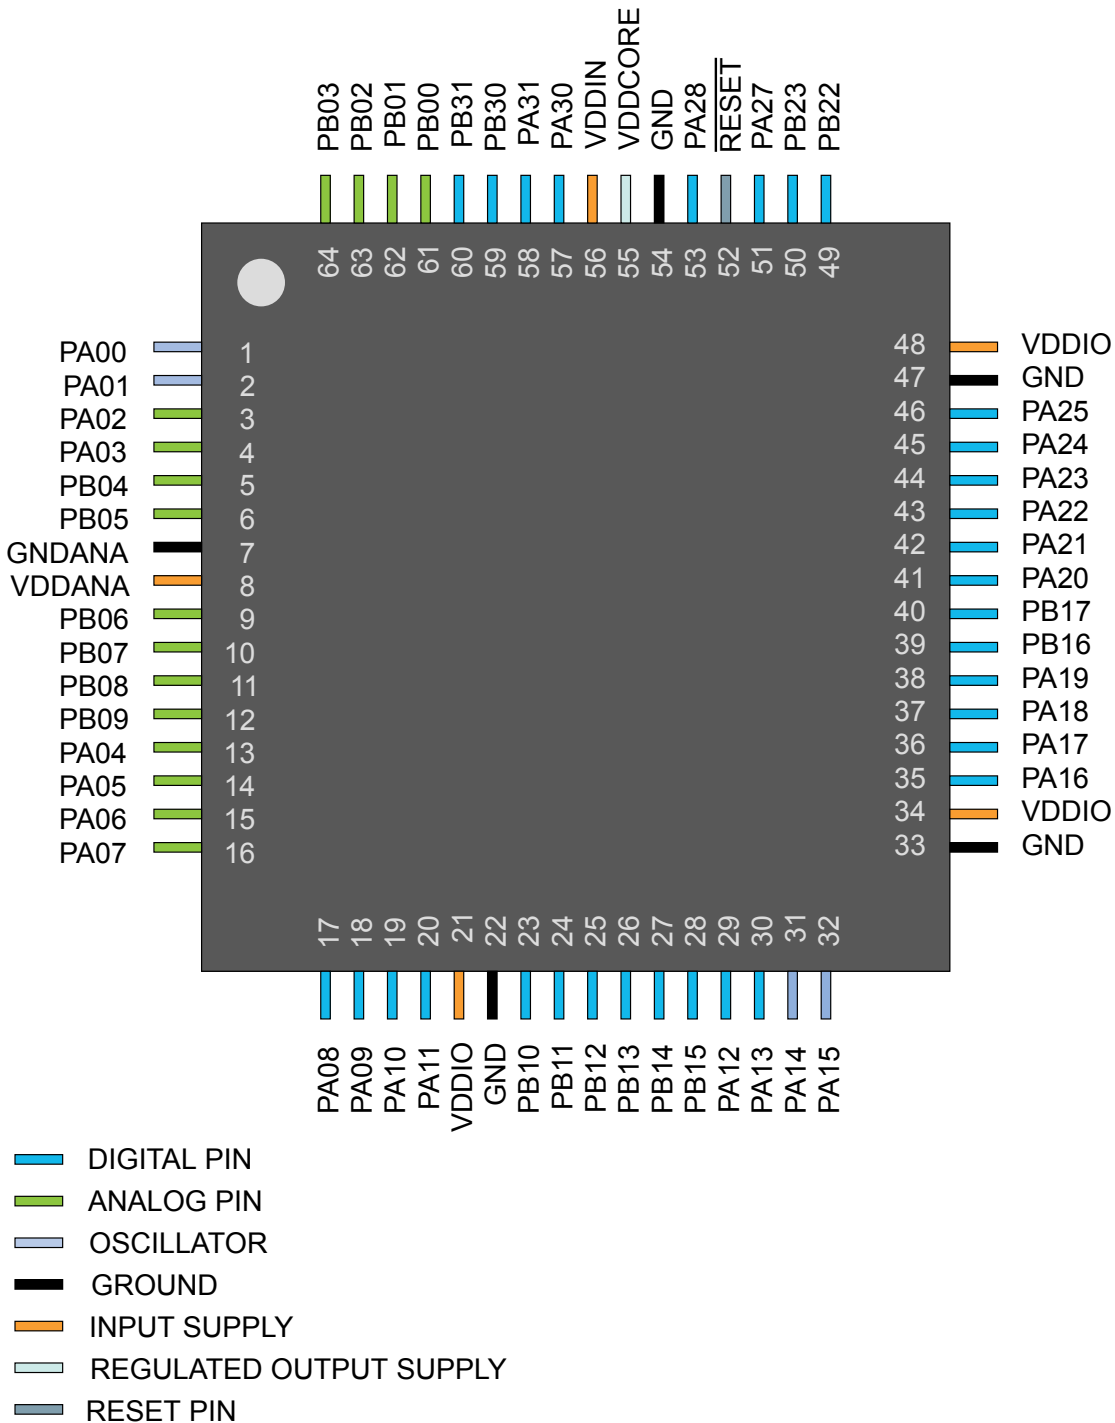 PB03
PB02
PB01
PB00
PB31
PB30
PA31
PA30
VDDIN
VDDCORE
GND
PA28
RESET
PA27
PB23
PB22
64
63
62
61
60
59
58
57
56
55
54
53
52
51
50
49
PA00 1
PA01 2
PA02 3
PA03 4
PB04 5
PB05 6
GNDANA 7
VDDANA 8
PB06 9
PB07 10
PB08 11
PB09 12
PA04 13
PA05 14
PA06 15
PA07 16
48 VDDIO
47 GND
46 PA25
45 PA24
44 PA23
43 PA22
42 PA21
41 PA20
40 PB17
39 PB16
38 PA19
37 PA18
36 PA17
35 PA16
34 VDDIO
33 GND
17
18
19
20
21
22
23
24
25
26
27
28
29
30
31
32
PA08
PA09
PA10
PA11
VDDIO
GND
PB10
PB11
PB12
PB13
PB14
PB15
PA12
PA13
PA14
PA15
DIGITAL PIN
ANALOG PIN
OSCILLATOR
GROUND
INPUT SUPPLY
REGULATED OUTPUT SUPPLY
RESET PIN